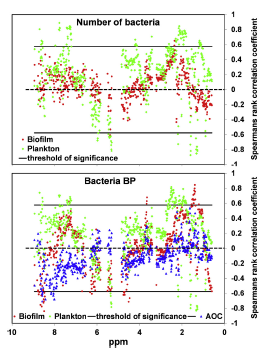 Number of bacteria
1
0.8
0.6
0.4
0.2
0
-0.2
-0.4
-0.6
-0.8
-1
Spearmans rank correlation coefficient
Biofilm
Plankton
threshold of significance
Bacteria BP
1
0.8
0.6
0.4
0.2
0
-0.2
-0.4
-0.6
-0.8
-1
Spearmans rank correlation coefficient
Biofilm Plankton threshold of significance AOC
10 8 6 4 2 0
ppm